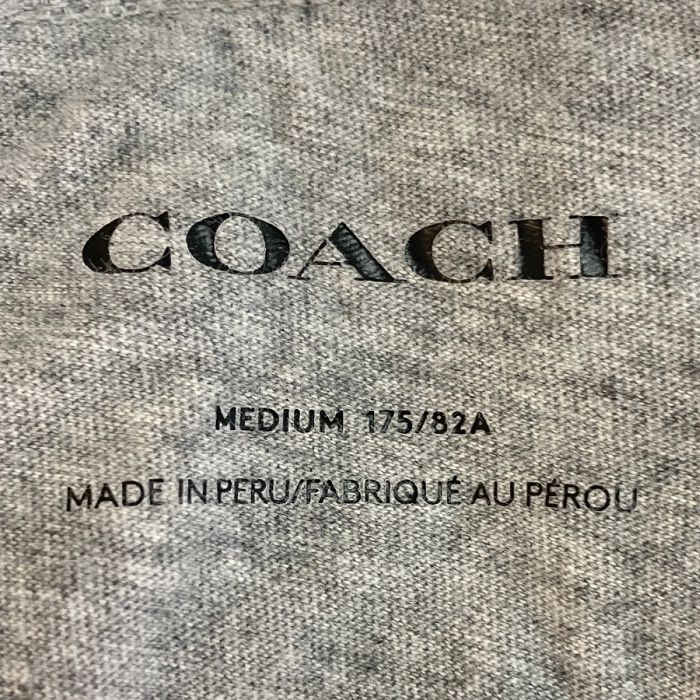 COACH
MEDIUM 175/82A
MADE IN PERU/FABRIQUÉ AU PÉROU